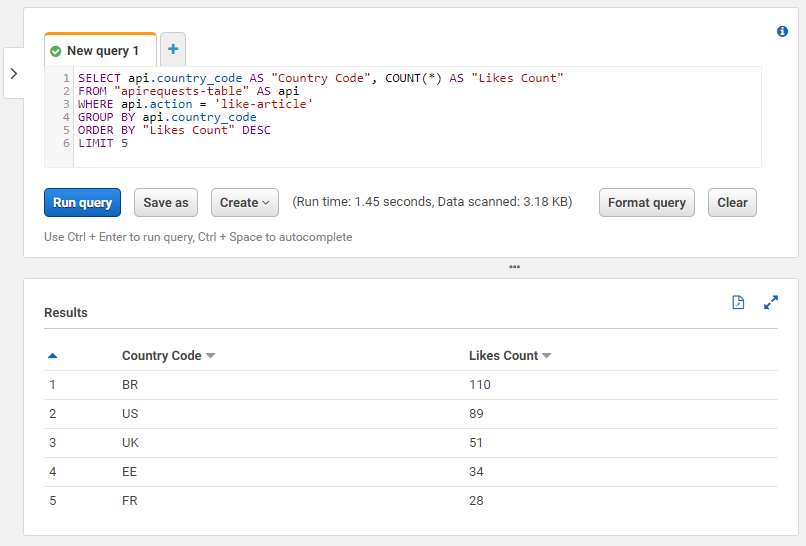 New query 1 +
1 SELECT api.country_code AS "Country Code", COUNT(*) AS "Likes Count"
2 FROM "apirequests-table" AS api
3 WHERE api.action = 'like-article'
4 GROUP BY api.country_code
5 ORDER BY "Likes Count" DESC
6 LIMIT 5
Run query Save as Create (Run time: 1.45 seconds, Data scanned: 3.18 KB) Format query Clear
Use Ctrl + Enter to run query, Ctrl + Space to autocomplete
Results
Country Code Likes Count
1 BR 110
2 US 89
3 UK 51
4 EE 34
5 FR 28